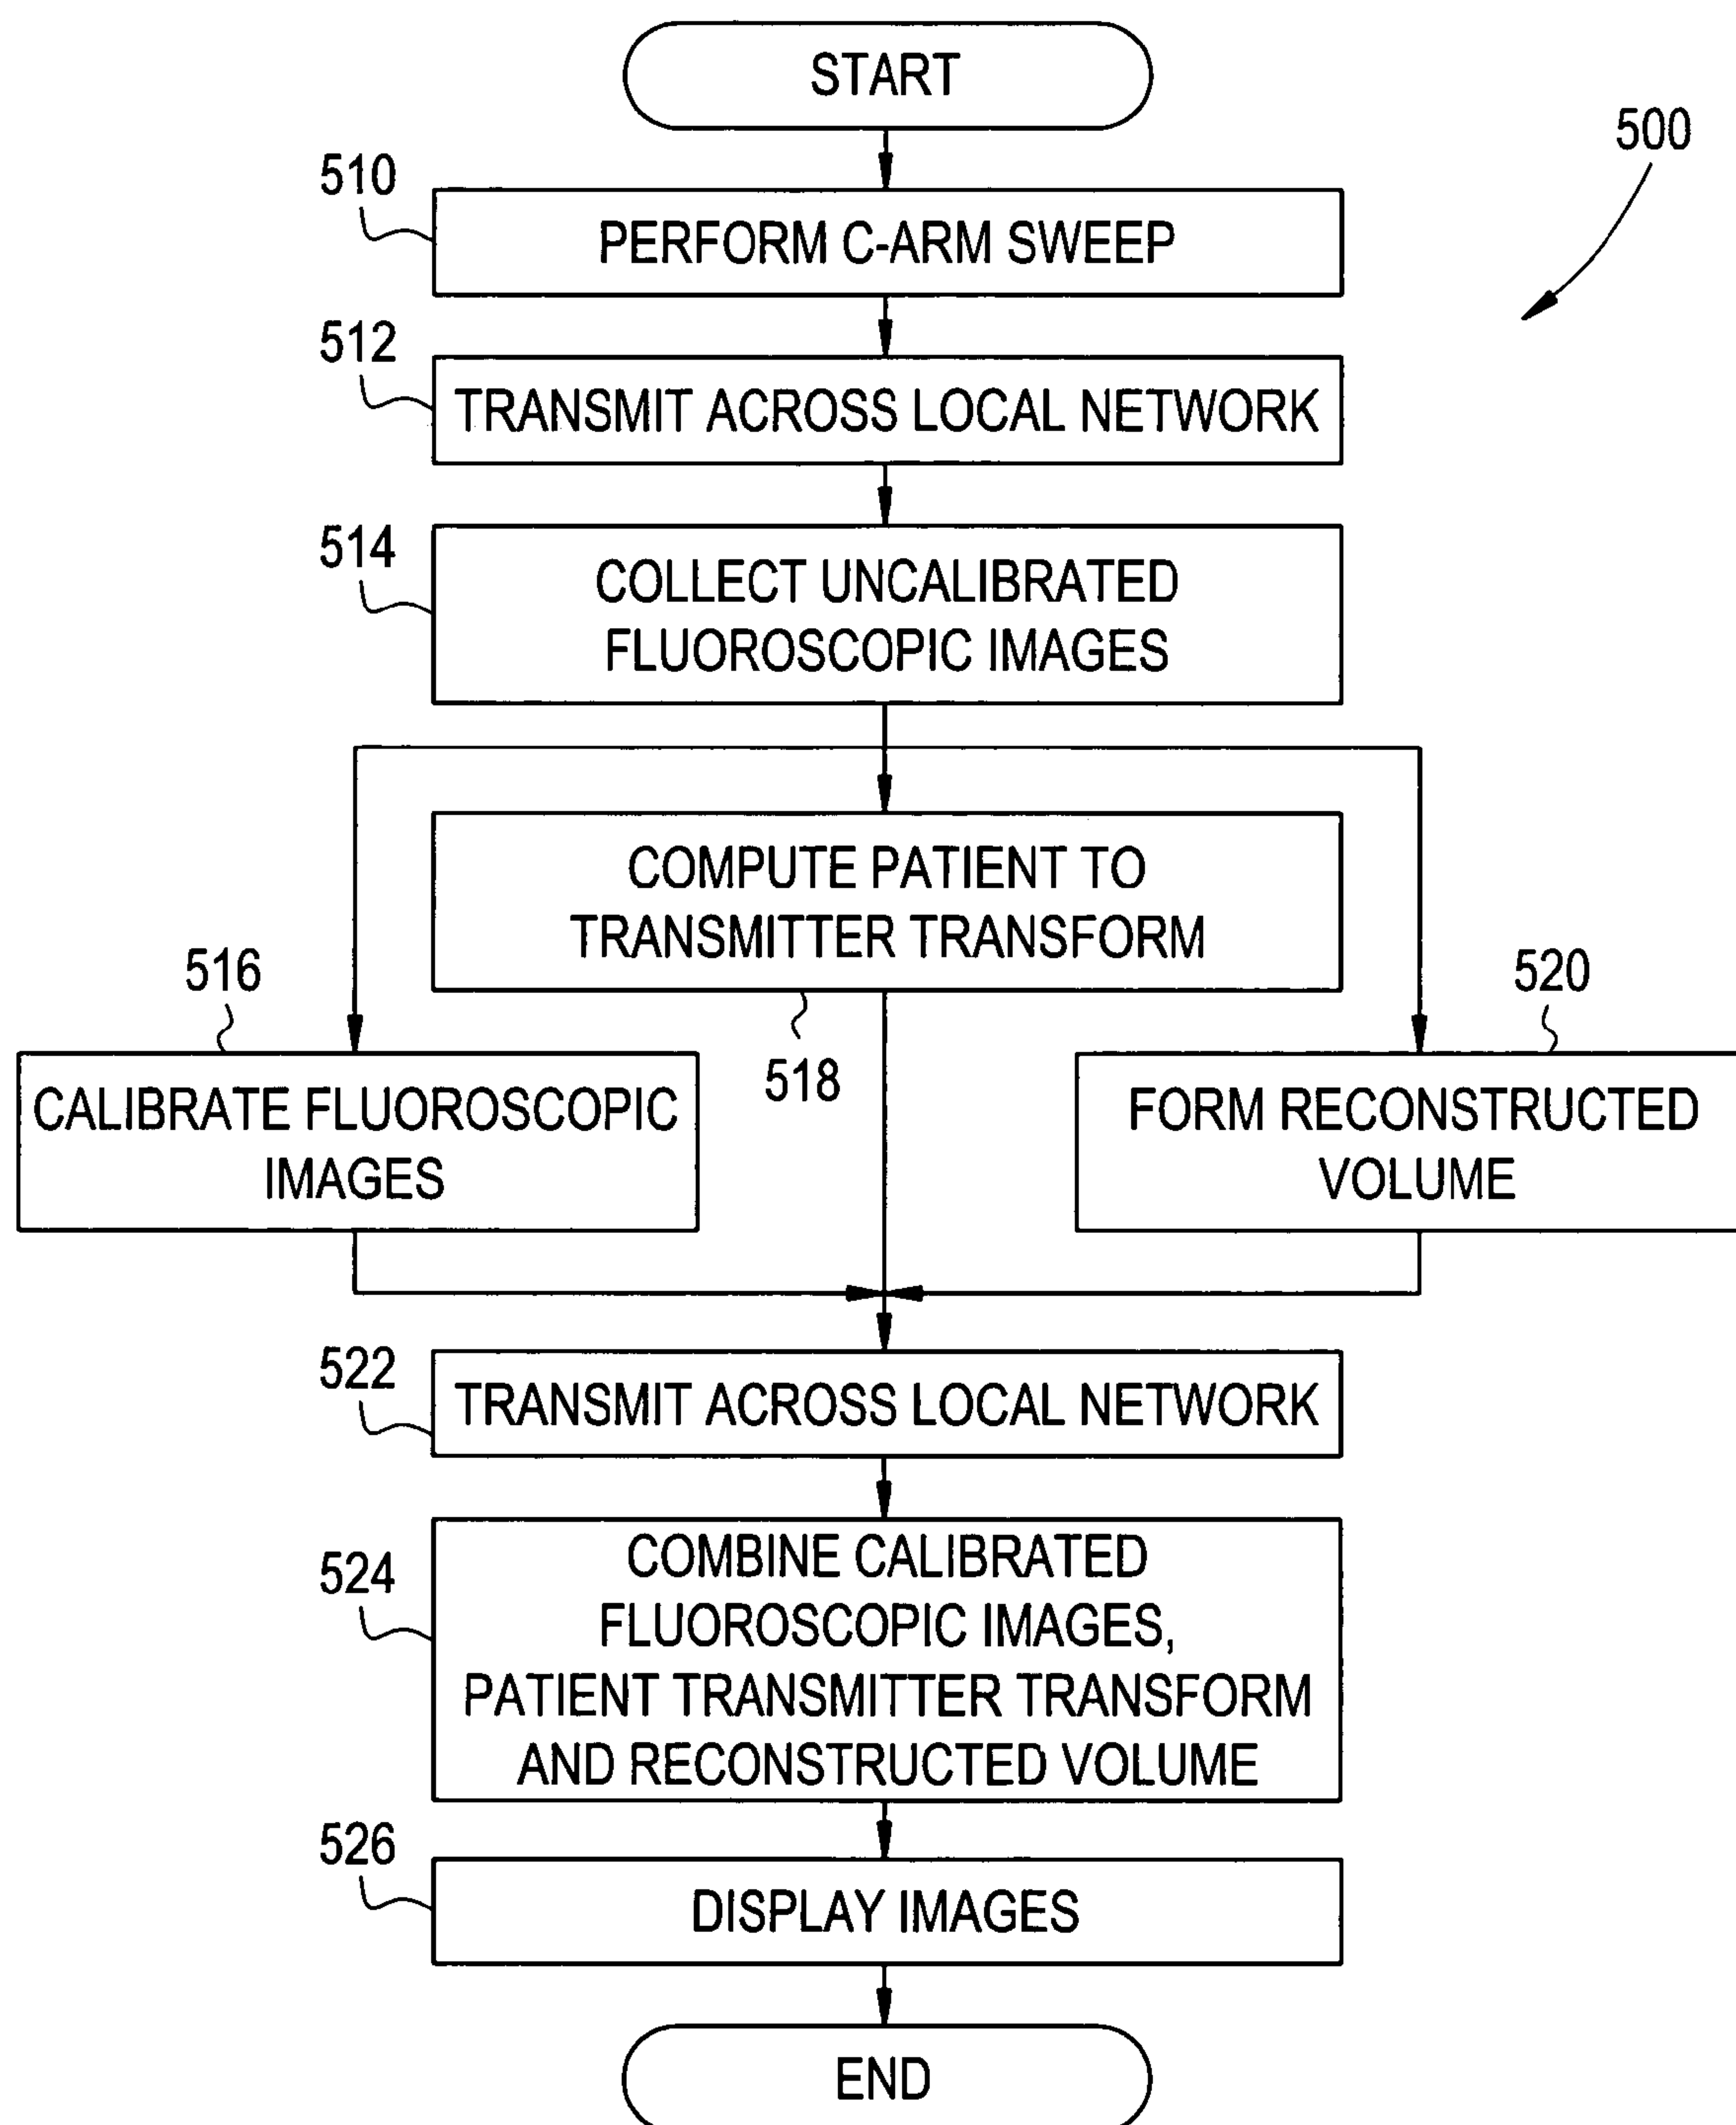 START
500
510
PERFORM C-ARM SWEEP
512
TRANSMIT ACROSS LOCAL NETWORK
514
COLLECT UNCALIBRATED
FLUOROSCOPIC IMAGES
COMPUTE PATIENT TO
TRANSMITTER TRANSFORM
516
518
520
CALIBRATE FLUOROSCOPIC
IMAGES
FORM RECONSTRUCTED
VOLUME
522
TRANSMIT ACROSS LOCAL NETWORK
524
COMBINE CALIBRATED
FLUOROSCOPIC IMAGES,
PATIENT TRANSMITTER TRANSFORM
AND RECONSTRUCTED VOLUME
526
DISPLAY IMAGES
END